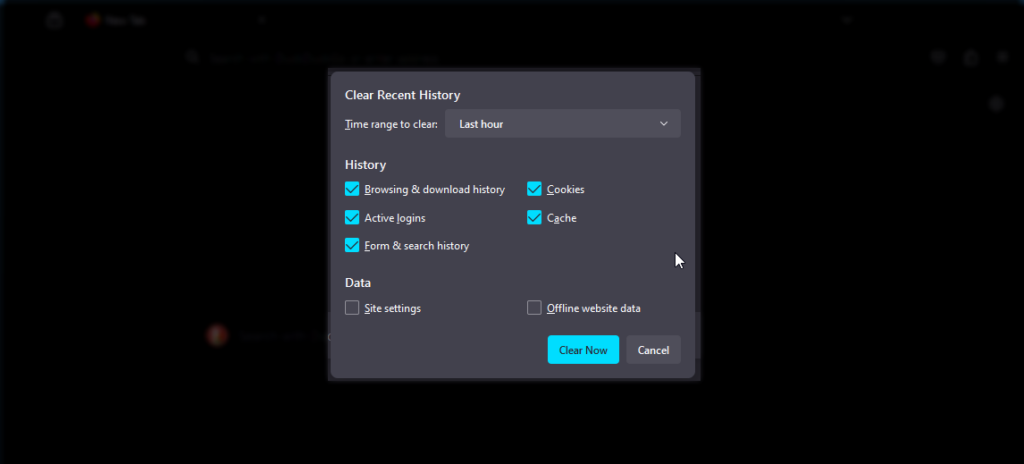 Clear Recent History
Time range to clear: Last hour
History
Browsing & download history Cookies
Active logins Cache
Form & search history
Data
Site settings Offline website data
Clear Now Cancel